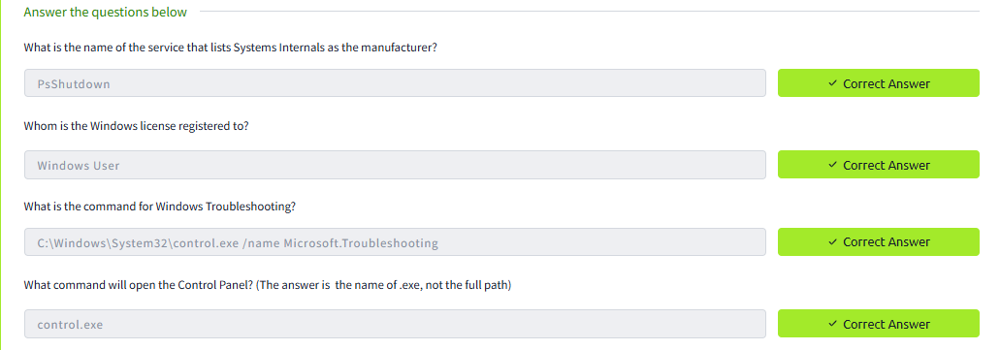 Answer the questions below
What is the name of the service that lists Systems Internals as the manufacturer?
PsShutdown
✓ Correct Answer
Whom is the Windows license registered to?
Windows User
✓ Correct Answer
What is the command for Windows Troubleshooting?
C:\Windows\System32\control.exe /name Microsoft.Troubleshooting
✓ Correct Answer
What command will open the Control Panel? (The answer is the name of .exe, not the full path)
control.exe
✓ Correct Answer